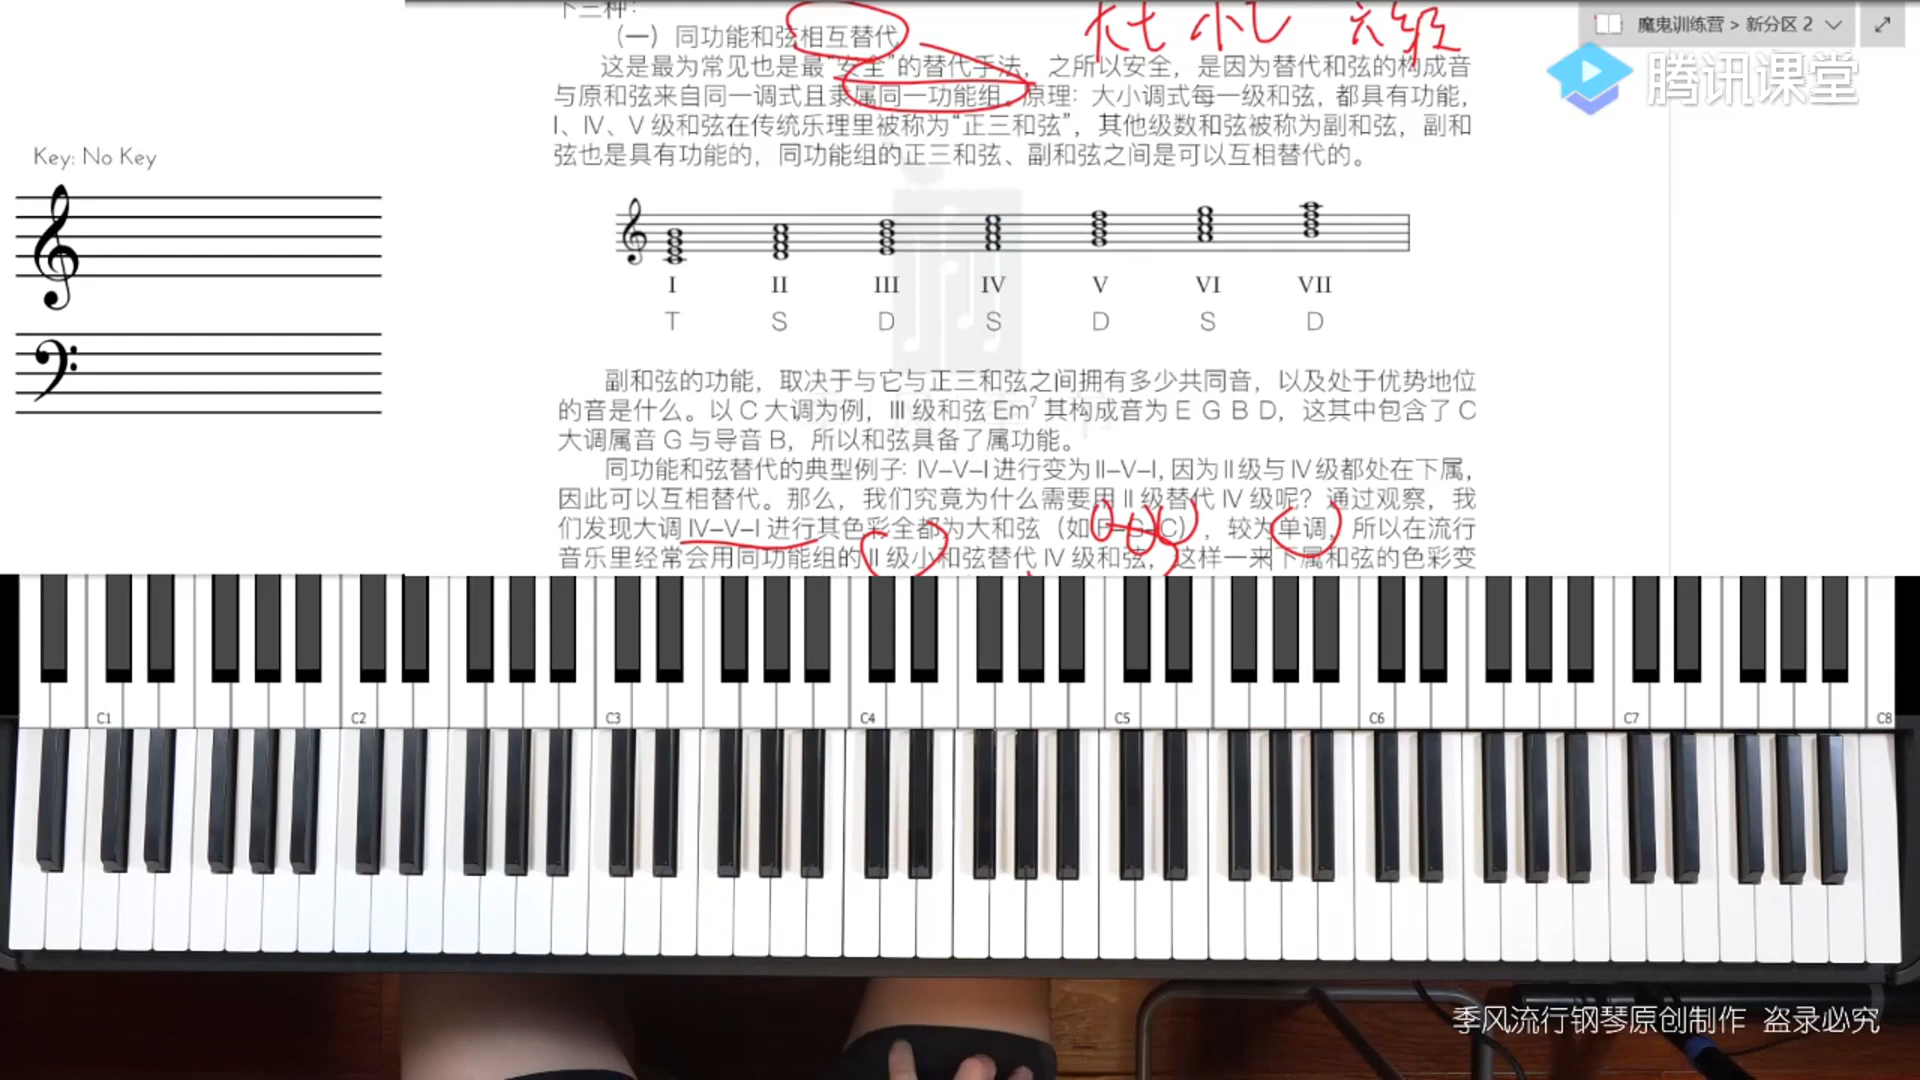 下三种：
魔鬼训练营 > 新分区 2
腾讯课堂
大七 小七 六级
（一）同功能和弦相互替代
这是最为常见也是最“安全”的替代手法，之所以安全，是因为替代和弦的构成音
与原和弦来自同一调式且隶属同一功能组。原理：大小调式每一级和弦，都具有功能，
I、IV、V 级和弦在传统乐理里被称为“正三和弦”，其他级数和弦被称为副和弦，副和
弦也是具有功能的，同功能组的正三和弦、副和弦之间是可以互相替代的。
Key: No Key
I II III IV V VI VII
T S D S D S D
副和弦的功能，取决于与它与正三和弦之间拥有多少共同音，以及处于优势地位
的音是什么。以 C 大调为例，III 级和弦 Em7 其构成音为 E G B D，这其中包含了 C
大调属音 G 与导音 B，所以和弦具备了属功能。
同功能和弦替代的典型例子：IV–V–I 进行变为 II–V–I, 因为 II 级与 IV 级都处在下属，
因此可以互相替代。那么，我们究竟为什么需要用 II 级替代 IV 级呢？通过观察，我
们发现大调 IV–V–I 进行其色彩全都为大和弦（如 F–G–C），较为单调，所以在流行
音乐里经常会用同功能组的 II 级小和弦替代 IV 级和弦，这样一来下属和弦的色彩变
C1 C2 C3 C4 C5 C6 C7 C8
季风流行钢琴原创制作 盗录必究